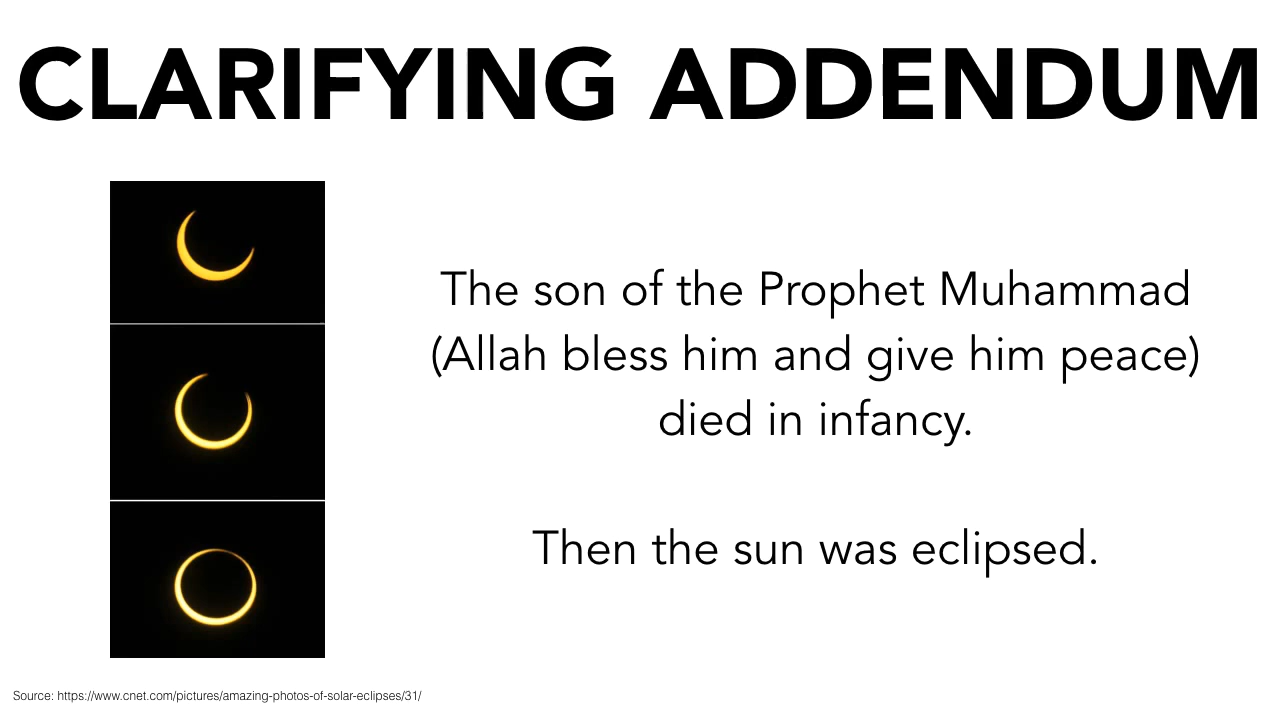 CLARIFYING ADDENDUM
The son of the Prophet Muhammad
(Allah bless him and give him peace)
died in infancy.
Then the sun was eclipsed.
Source: https://www.cnet.com/pictures/amazing-photos-of-solar-eclipses/31/